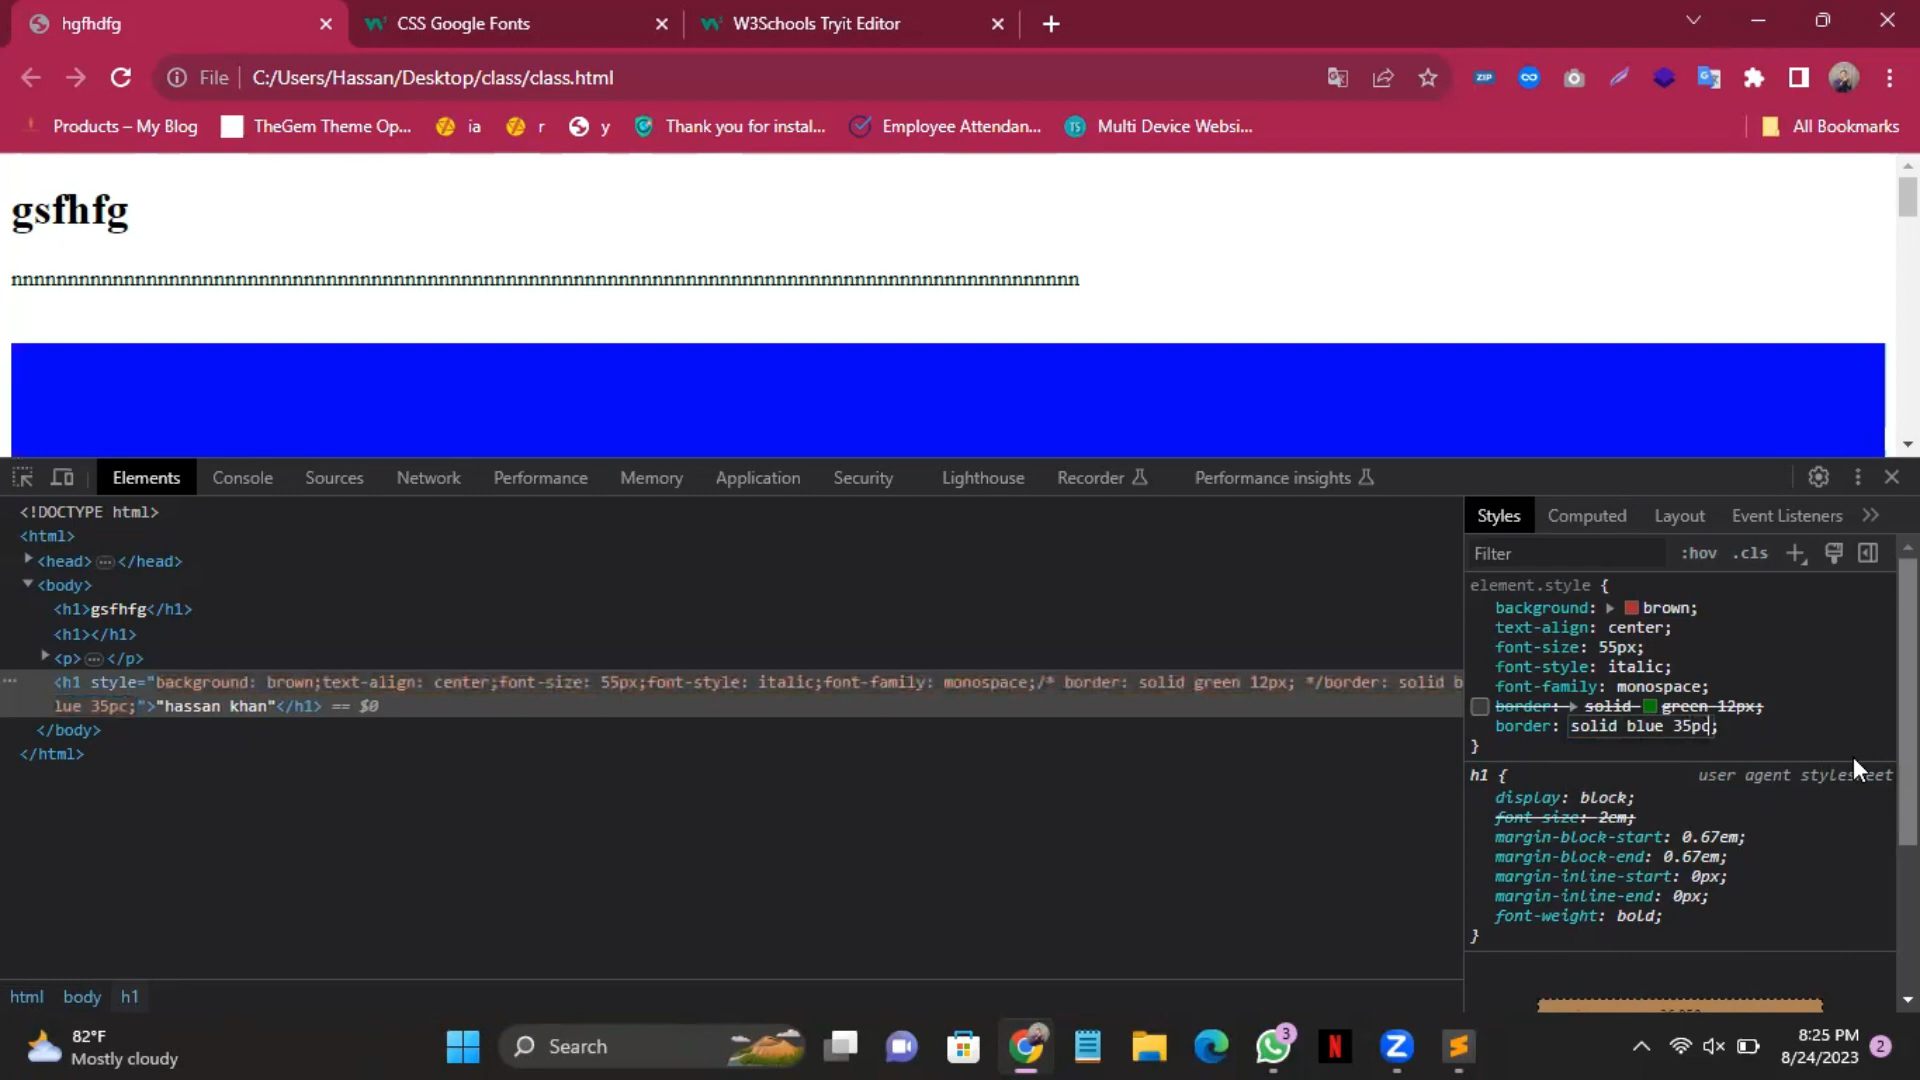 hgfhdfg
CSS Google Fonts
W3Schools Tryit Editor
File
C:/Users/Hassan/Desktop/class/class.html
ZIP
Products – My Blog
TheGem Theme Op...
ia
r
y
Thank you for instal...
Employee Attendan...
TS
Multi Device Websi...
All Bookmarks
gsfhfg
Elements
Console
Sources
Network
Performance
Memory
Application
Security
Lighthouse
Recorder
Performance insights
<!DOCTYPE html>
<html>
<head> ... </head>
<body>
<h1>gsfhfg</h1>
<h1></h1>
<p> ... </p>
<h1 style="background: brown;text-align: center;font-size: 55px;font-style: italic;font-family: monospace;/* border: solid green 12px; */border: solid b
lue 35pc;">"hassan khan"</h1> == $0
</body>
</html>
html body h1
Styles
Computed
Layout
Event Listeners
Filter
:hov .cls
element.style {
background: brown;
text-align: center;
font-size: 55px;
font-style: italic;
font-family: monospace;
border: solid green 12px;
border: solid blue 35pc;
}
h1 { user agent stylesheet
display: block;
font-size: 2em;
margin-block-start: 0.67em;
margin-block-end: 0.67em;
margin-inline-start: 0px;
margin-inline-end: 0px;
font-weight: bold;
}
82°F
Mostly cloudy
Search
3
N
Z
8:25 PM
8/24/2023
2